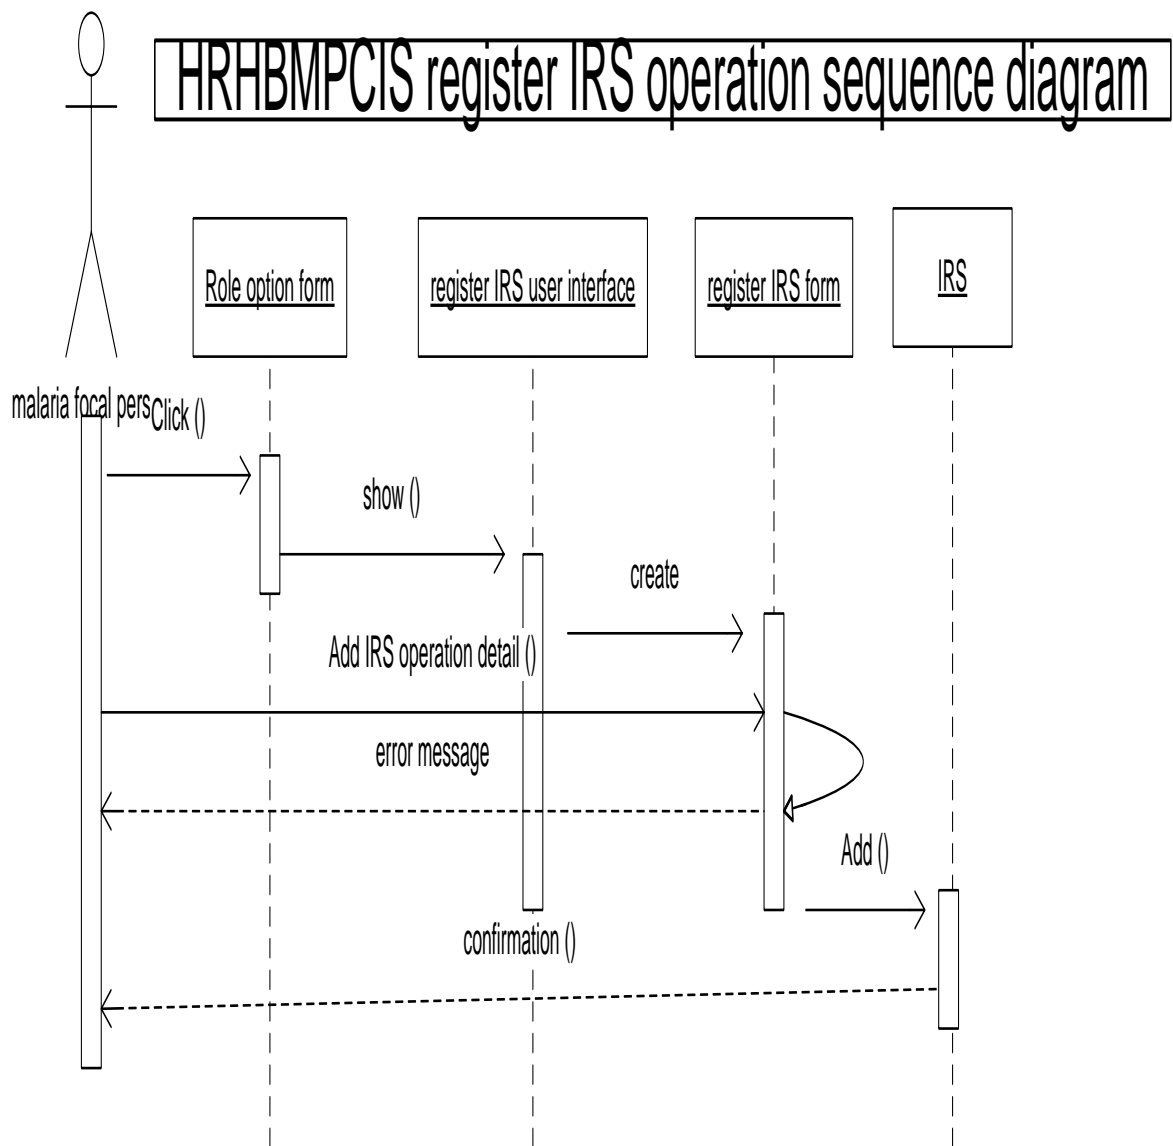 HRHBMPCIS register IRS operation sequence diagram
Role option form
register IRS user interface
register IRS form
IRS
malaria focal pers
Click ()
show ()
create
Add IRS operation detail ()
error message
Add ()
confirmation ()